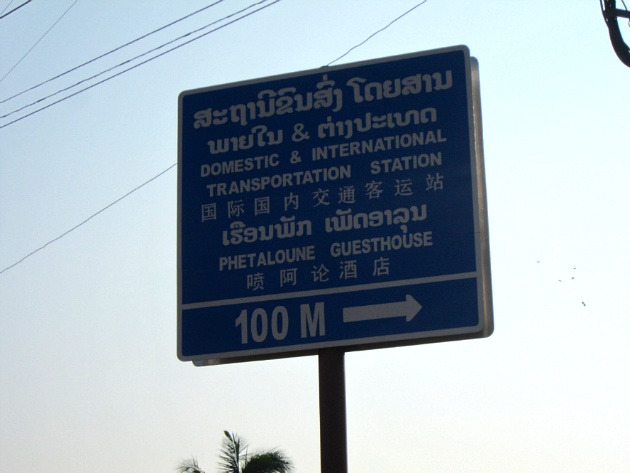 ສະຖານີຂົນສົ່ງ ໂດຍສານ
ພາຍໃນ & ຕ່າງປະເທດ
DOMESTIC & INTERNATIONAL
TRANSPORTATION STATION
国际国内交通客运站
ເຮືອນພັກ ເພັດອາລຸນ
PHETALOUNE GUESTHOUSE
喷阿论酒店
100 M